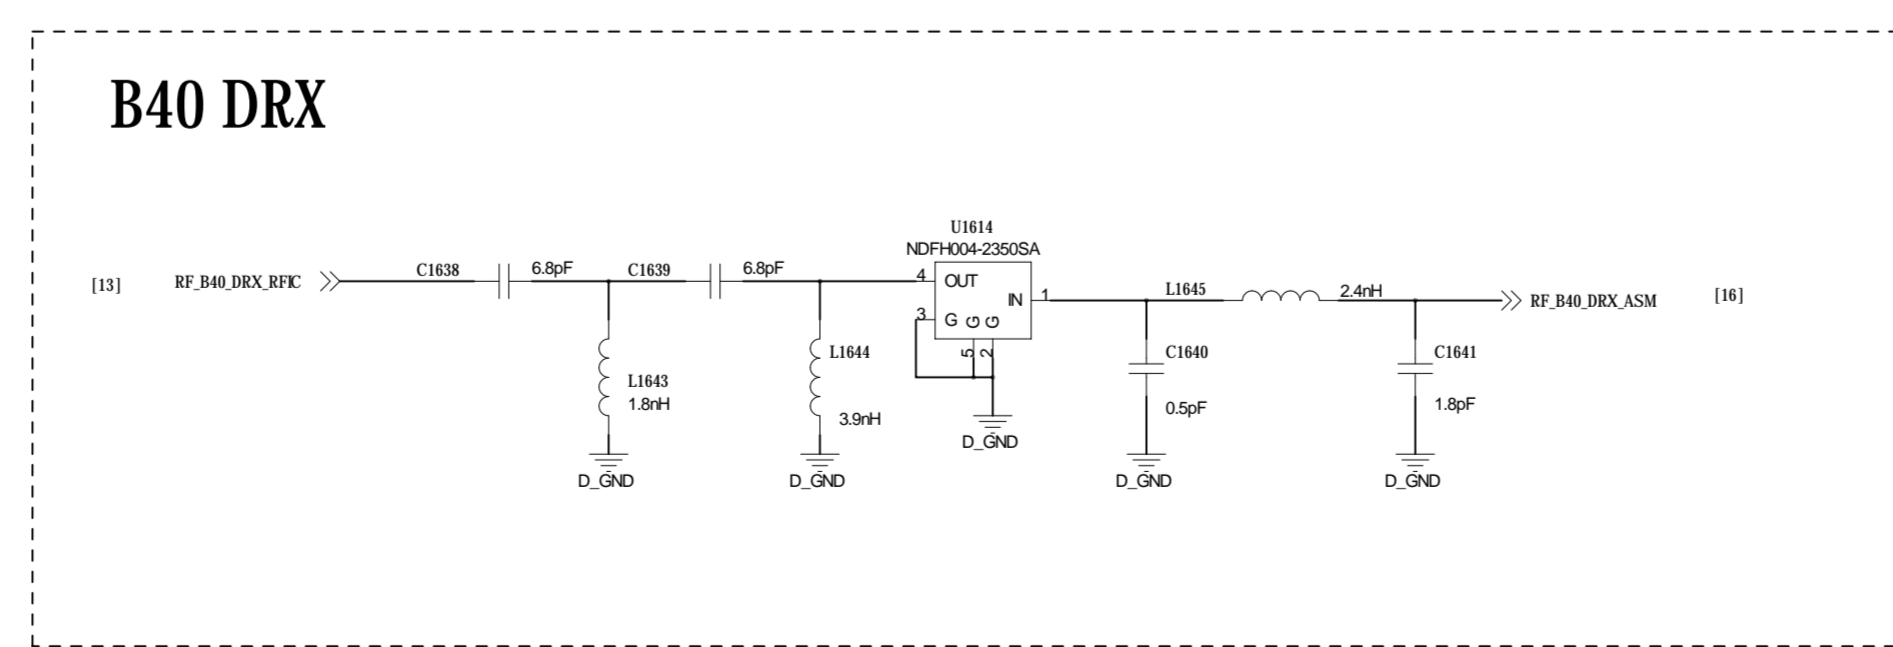 B40 DRX
U1614
NDFH004-2350SA
[13]
RF_B40_DRX_RFIC
C1638
6.8pF
C1639
6.8pF
4
OUT
IN
1
3
G
G
G
5
2
L1645
2.4nH
RF_B40_DRX_ASM
[16]
L1643
1.8nH
L1644
3.9nH
C1640
0.5pF
C1641
1.8pF
D_GND
D_GND
D_GND
D_GND
D_GND